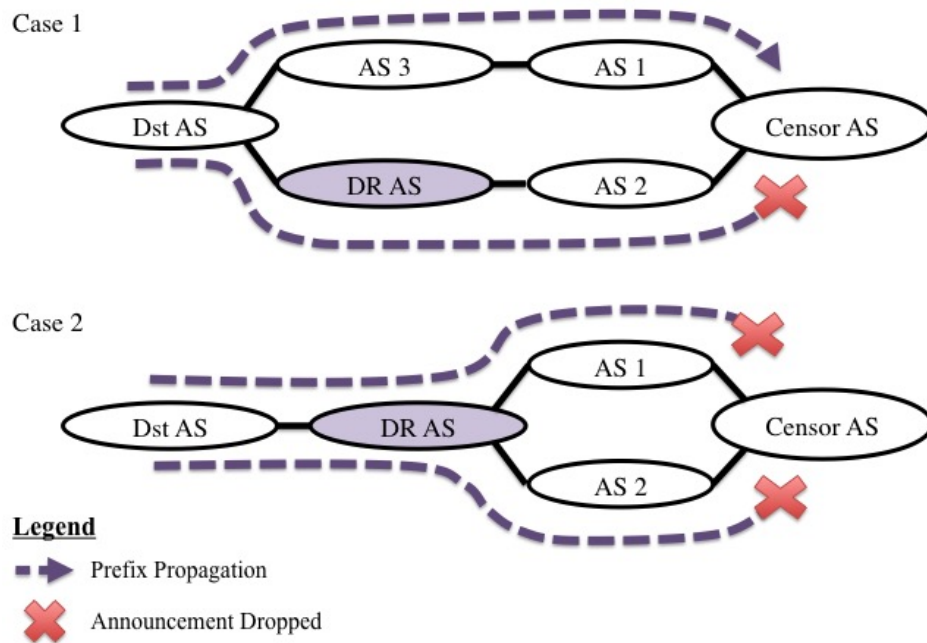 Case 1
AS 3
AS 1
Dst AS
Censor AS
DR AS
AS 2
Case 2
AS 1
Dst AS
DR AS
Censor AS
AS 2
Legend
Prefix Propagation
Announcement Dropped